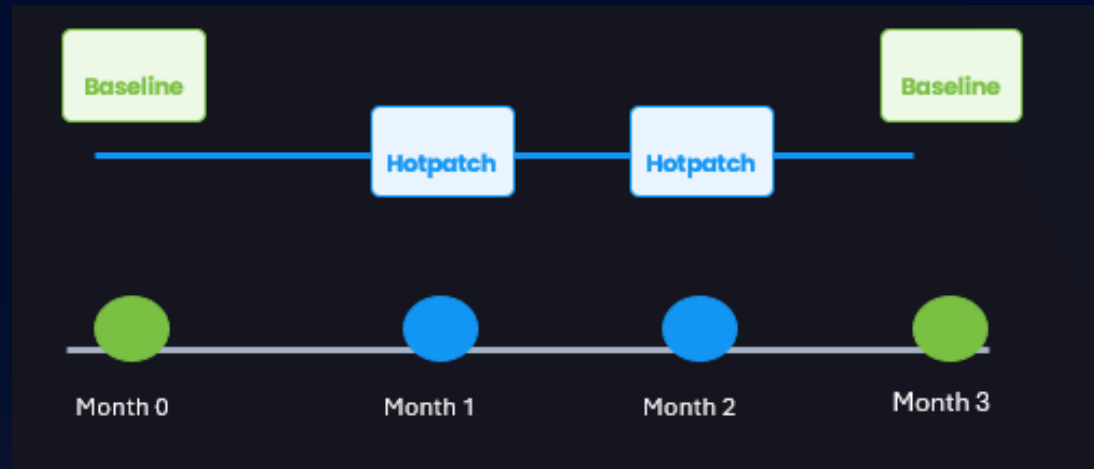 Baseline
Baseline
Hotpatch
Hotpatch
Month 0
Month 1
Month 2
Month 3